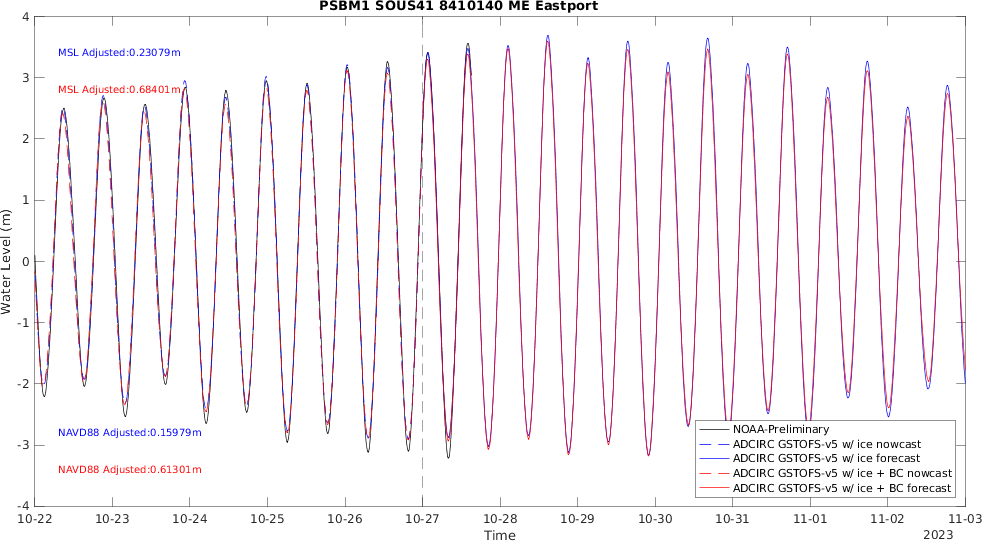 PSBM1 SOUS41 8410140 ME Eastport
4
3
2
1
0
-1
-2
-3
-4
Water Level (m)
MSL Adjusted:0.23079m
MSL Adjusted:0.68401m
NAVD88 Adjusted:0.15979m
NAVD88 Adjusted:0.61301m
NOAA-Preliminary
ADCIRC GSTOFS-v5 w/ ice nowcast
ADCIRC GSTOFS-v5 w/ ice forecast
ADCIRC GSTOFS-v5 w/ ice + BC nowcast
ADCIRC GSTOFS-v5 w/ ice + BC forecast
10-22 10-23 10-24 10-25 10-26 10-27 10-28 10-29 10-30 10-31 11-01 11-02 11-03
Time
2023